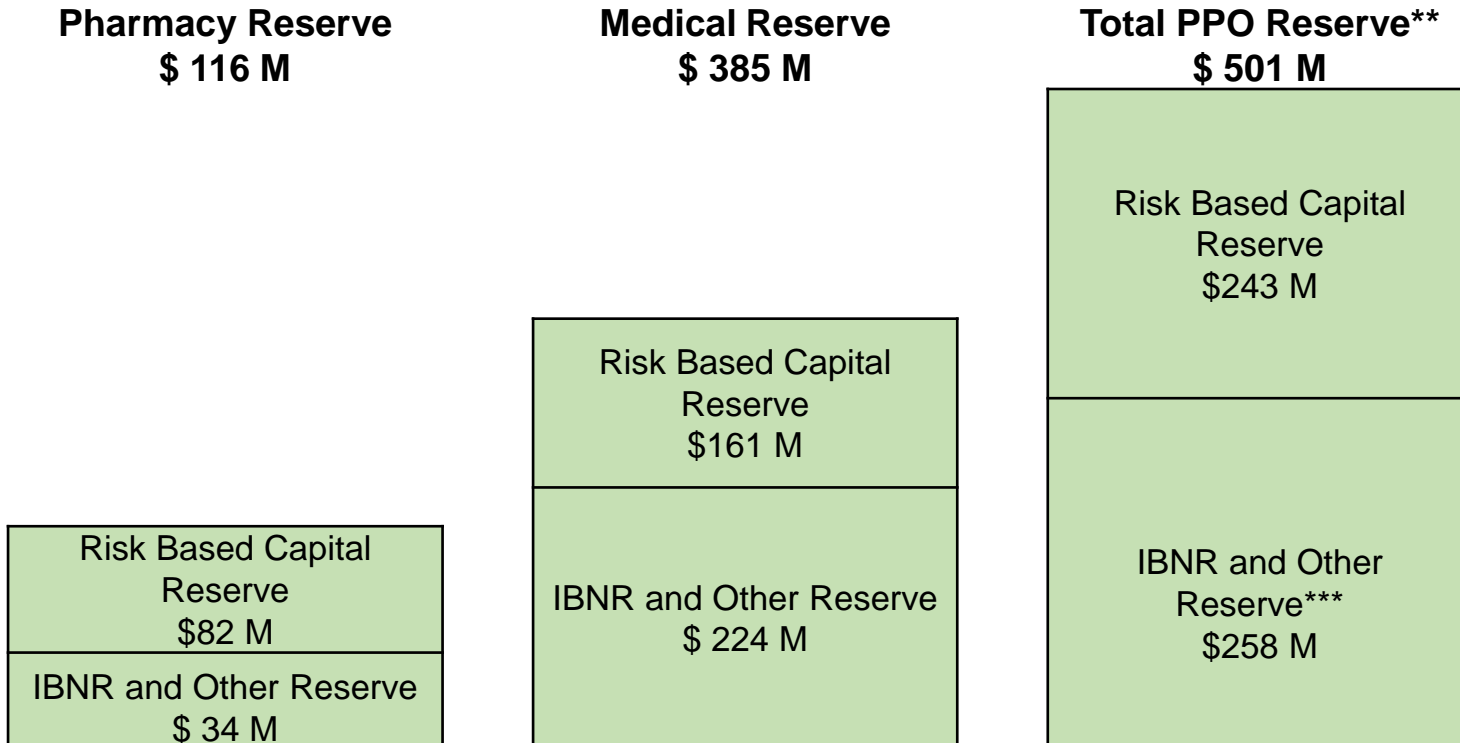 Pharmacy Reserve
$ 116 M
Risk Based Capital
Reserve
$82 M
IBNR and Other Reserve
$ 34 M
Medical Reserve
$ 385 M
Risk Based Capital
Reserve
$161 M
IBNR and Other Reserve
$ 224 M
Total PPO Reserve**
$ 501 M
Risk Based Capital
Reserve
$243 M
IBNR and Other
Reserve***
$258 M